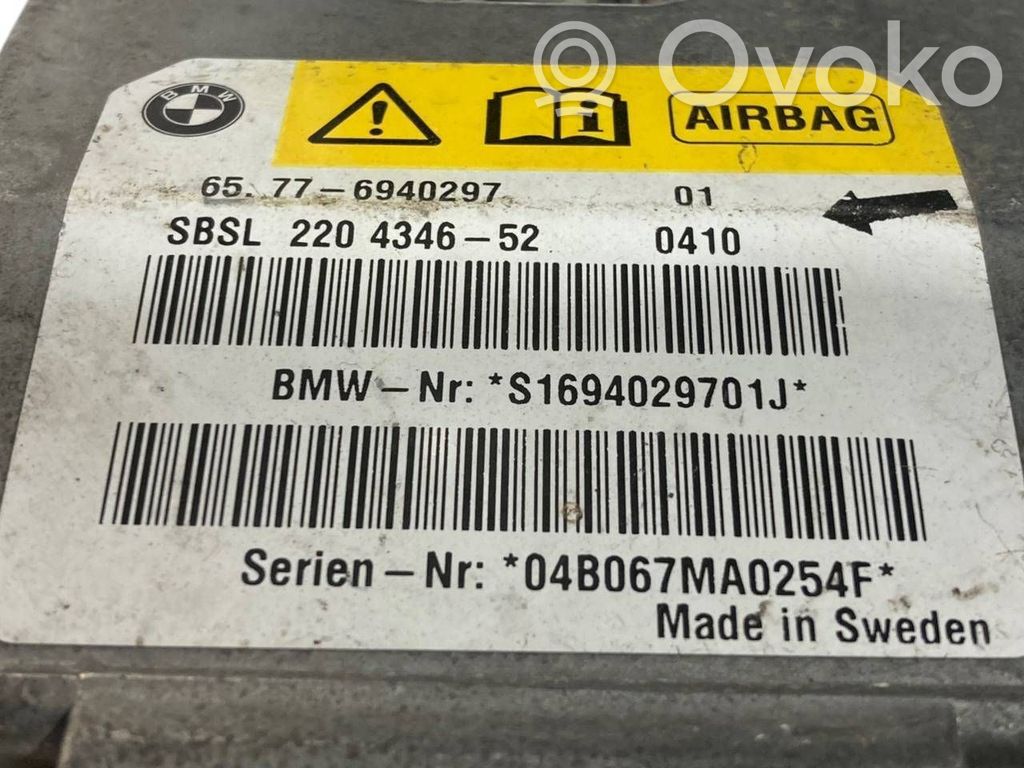 Ovoko
BMW
AIRBAG
65. 77-6940297 01
SBSL 220 4346-52 0410
BMW-Nr: *S1694029701J*
Serien-Nr: *04B067MA0254F*
Made in Sweden